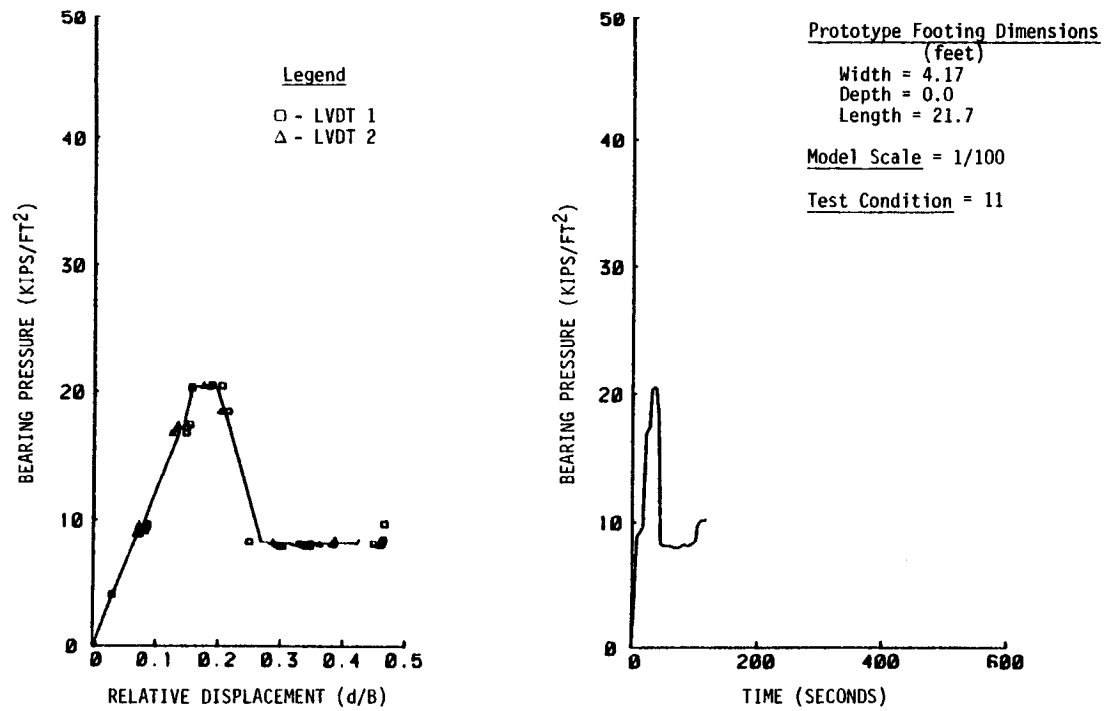 50
40
30
20
10
0
0 0.1 0.2 0.3 0.4 0.5
BEARING PRESSURE (KIPS/FT²)
RELATIVE DISPLACEMENT (d/B)
Legend
□ - LVDT 1
△ - LVDT 2
50
40
30
20
10
0
0 200 400 600
BEARING PRESSURE (KIPS/FT²)
TIME (SECONDS)
Prototype Footing Dimensions
(feet)
Width = 4.17
Depth = 0.0
Length = 21.7
Model Scale = 1/100
Test Condition = 11